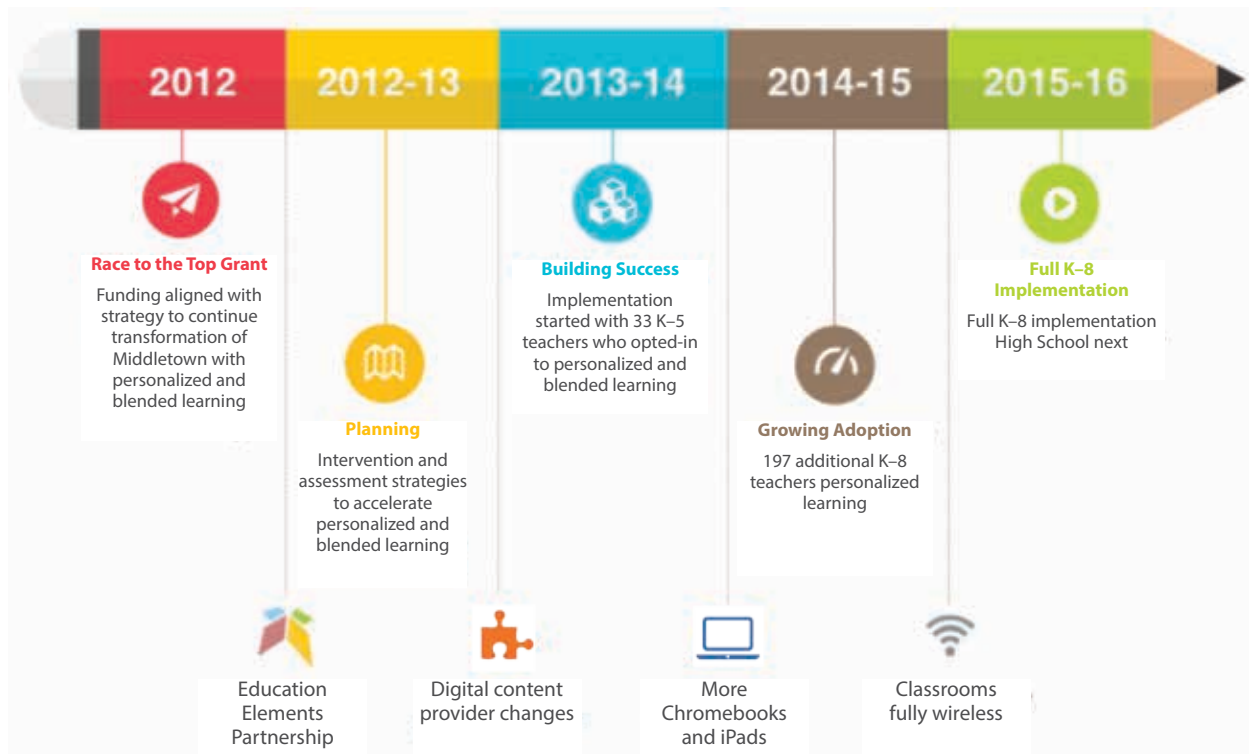 2012
2012-13
2013-14
2014-15
2015-16
Race to the Top Grant
Funding aligned with
strategy to continue
transformation of
Middletown with
personalized and
blended learning
Planning
Intervention and
assessment strategies
to accelerate
personalized and
blended learning
Building Success
Implementation
started with 33 K–5
teachers who opted-in
to personalized and
blended learning
Growing Adoption
197 additional K–8
teachers personalized
learning
Full K–8
Implementation
Full K–8 implementation
High School next
Education
Elements
Partnership
Digital content
provider changes
More
Chromebooks
and iPads
Classrooms
fully wireless